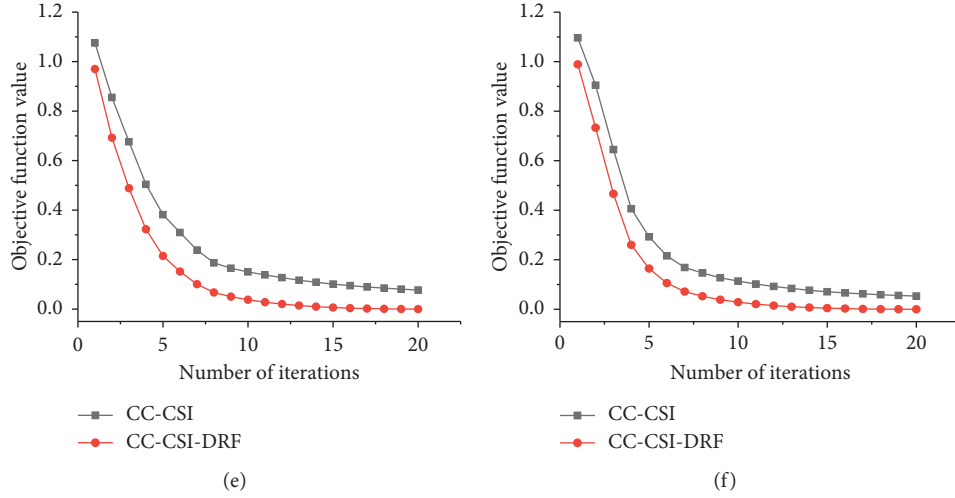 1.2
1.0
0.8
0.6
0.4
0.2
0.0
Objective function value
0
5
10
15
20
Number of iterations
CC-CSI
CC-CSI-DRF
(e)
1.2
1.0
0.8
0.6
0.4
0.2
0.0
Objective function value
0
5
10
15
20
Number of iterations
CC-CSI
CC-CSI-DRF
(f)